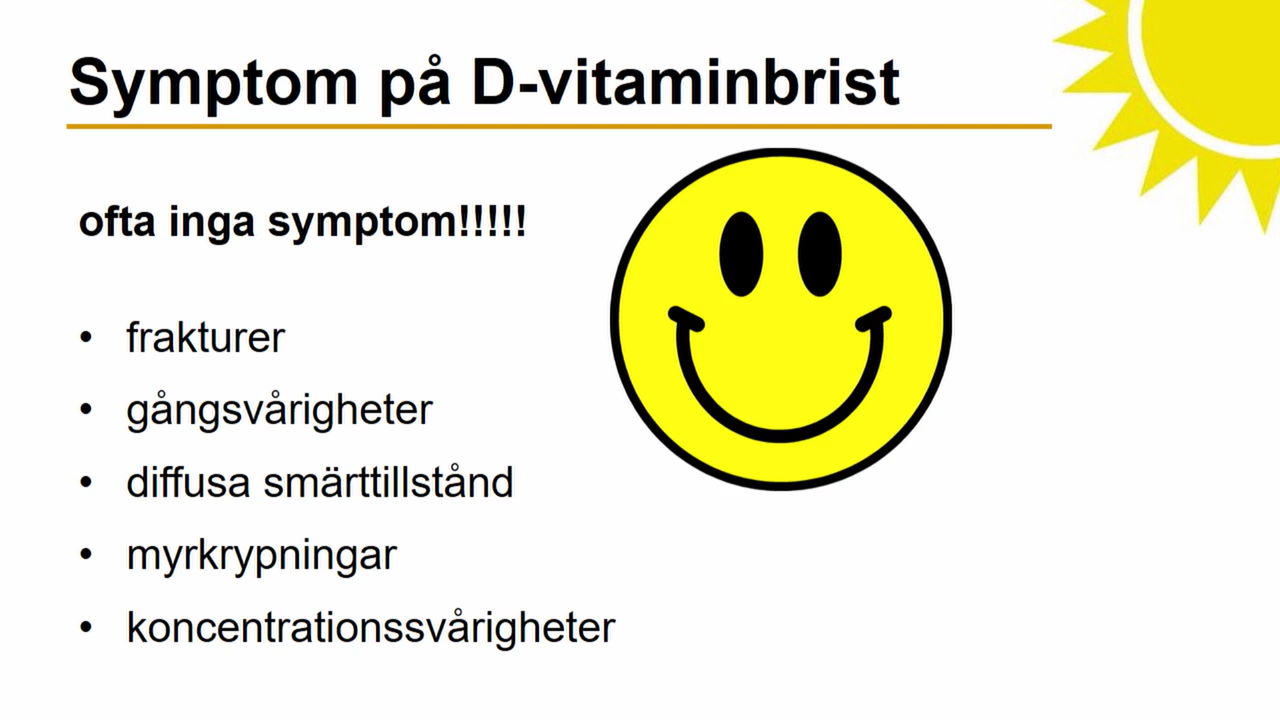 Symptom på D-vitaminbrist
ofta inga symptom!!!!!
• frakturer
• gångsvårigheter
• diffusa smärttillstånd
• myrkrypningar
• koncentrationssvårigheter